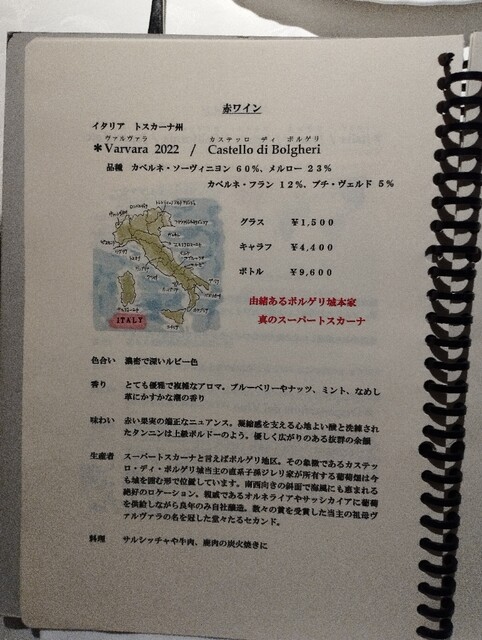 赤ワイン
イタリア トスカーナ州
ヴァルヴァラ カステッロ ディ ボルゲリ
*Varvara 2022 / Castello di Bolgheri
品種 カベルネ・ソーヴィニヨン 60%、メルロー 23%
カベルネ・フラン 12%、プチ・ヴェルド 5%
グラス ¥1,500
キャラフ ¥4,400
ボトル ¥9,600
ITALY
由緒あるボルゲリ城本家
真のスーパートスカーナ
色合い 濃密で深いルビー色
香り とても優雅で複雑なアロマ。ブルーベリーやナッツ、ミント、なめし
革にかすかな潮の香り
味わい 赤い果実の端正なニュアンス。凝縮感を支える心地よい酸と洗練され
たタンニンは上級ボルドーのよう。優しく広がりのある抜群の余韻
生産者 スーパートスカーナと言えばボルゲリ地区。その象徴であるカステッ
ロ・ディ・ボルゲリ城当主の直系子孫ジレリ家が所有する葡萄畑は今
も城を囲む形で位置しています。南西向きの斜面で海風にも恵まれる
絶好のロケーション。親戚であるオルネライアやサッシカイアに葡萄
を供給しながら良年のみ自社醸造。数々の賞を受賞した当主の祖母ヴ
ァルヴァラの名を冠した堂々たるセカンド。
料理 サルシッチャや牛肉、鹿肉の炭火焼きに